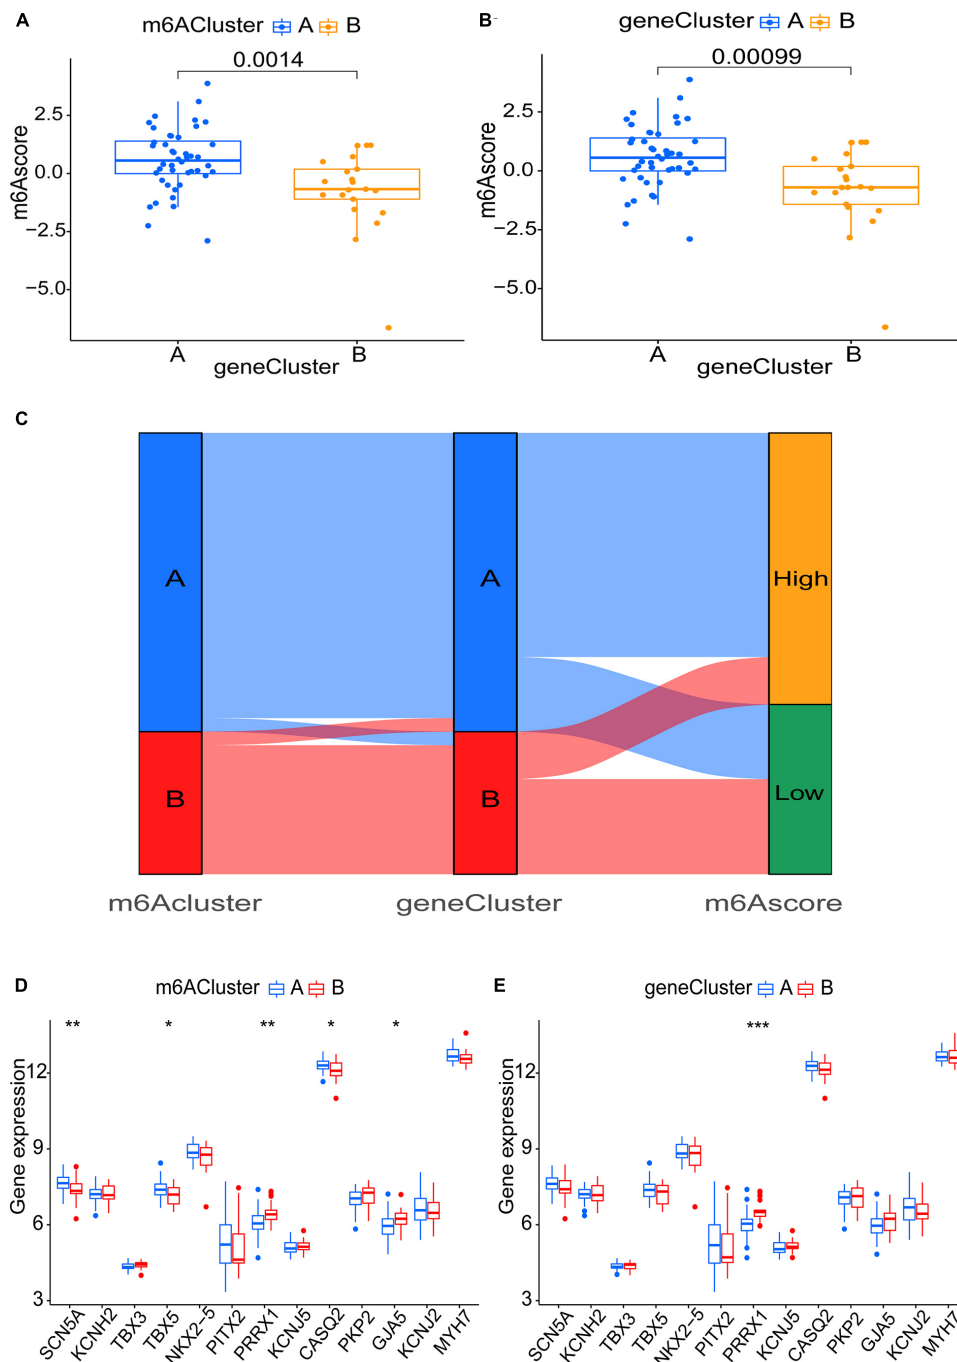 A
m6ACluster A B
0.0014
m6Ascore
2.5
0.0
−2.5
−5.0
A B
geneCluster
B
geneCluster A B
0.00099
m6Ascore
2.5
0.0
−2.5
−5.0
A B
geneCluster
C
A A High
B B Low
m6Acluster geneCluster m6Ascore
D
m6ACluster A B
** * ** * *
Gene expression
12
9
6
3
SCN5A KCNH2 TBX3 TBX5 NKX2−5 PITX2 PRRX1 KCNJ5 CASQ2 PKP2 GJA5 KCNJ2 MYH7
E
geneCluster A B
***
Gene expression
12
9
6
3
SCN5A KCNH2 TBX3 TBX5 NKX2−5 PITX2 PRRX1 KCNJ5 CASQ2 PKP2 GJA5 KCNJ2 MYH7